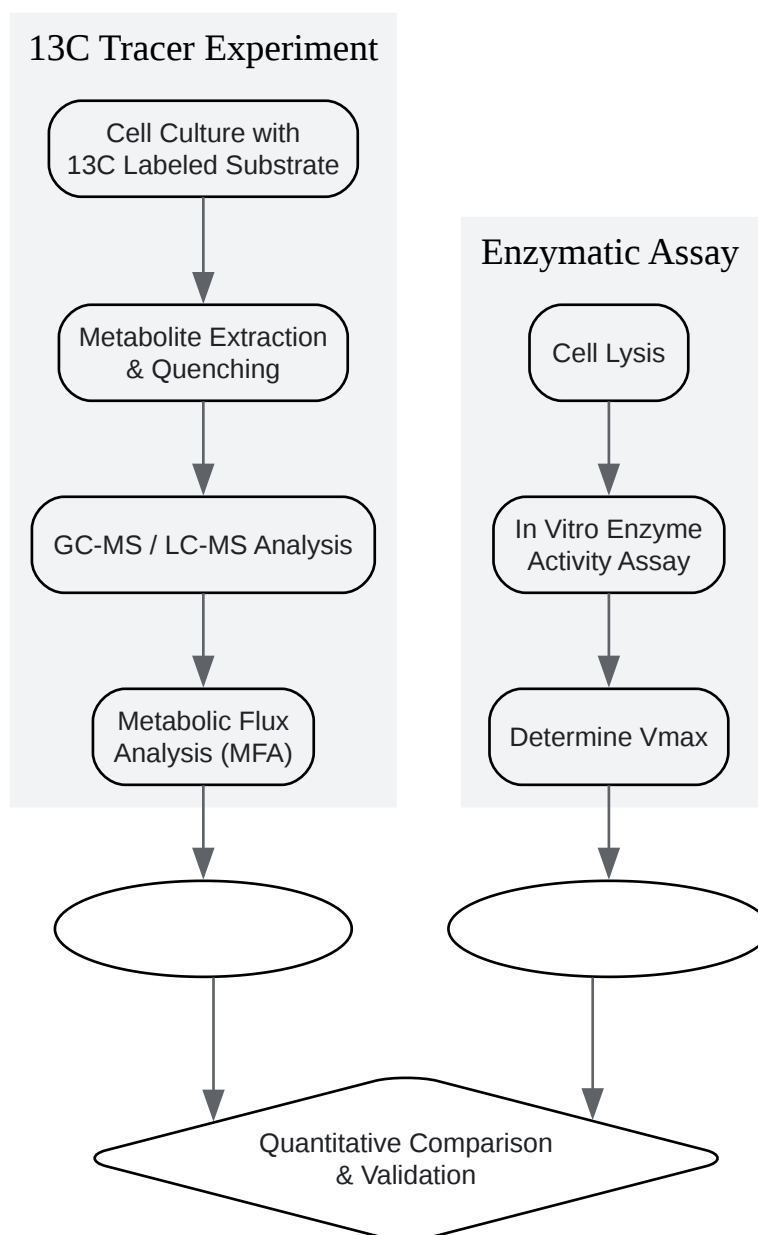 13C Tracer Experiment
Cell Culture with
13C Labeled Substrate
Metabolite Extraction
& Quenching
GC-MS / LC-MS Analysis
Metabolic Flux
Analysis (MFA)
Enzymatic Assay
Cell Lysis
In Vitro Enzyme
Activity Assay
Determine Vmax
Quantitative Comparison
& Validation